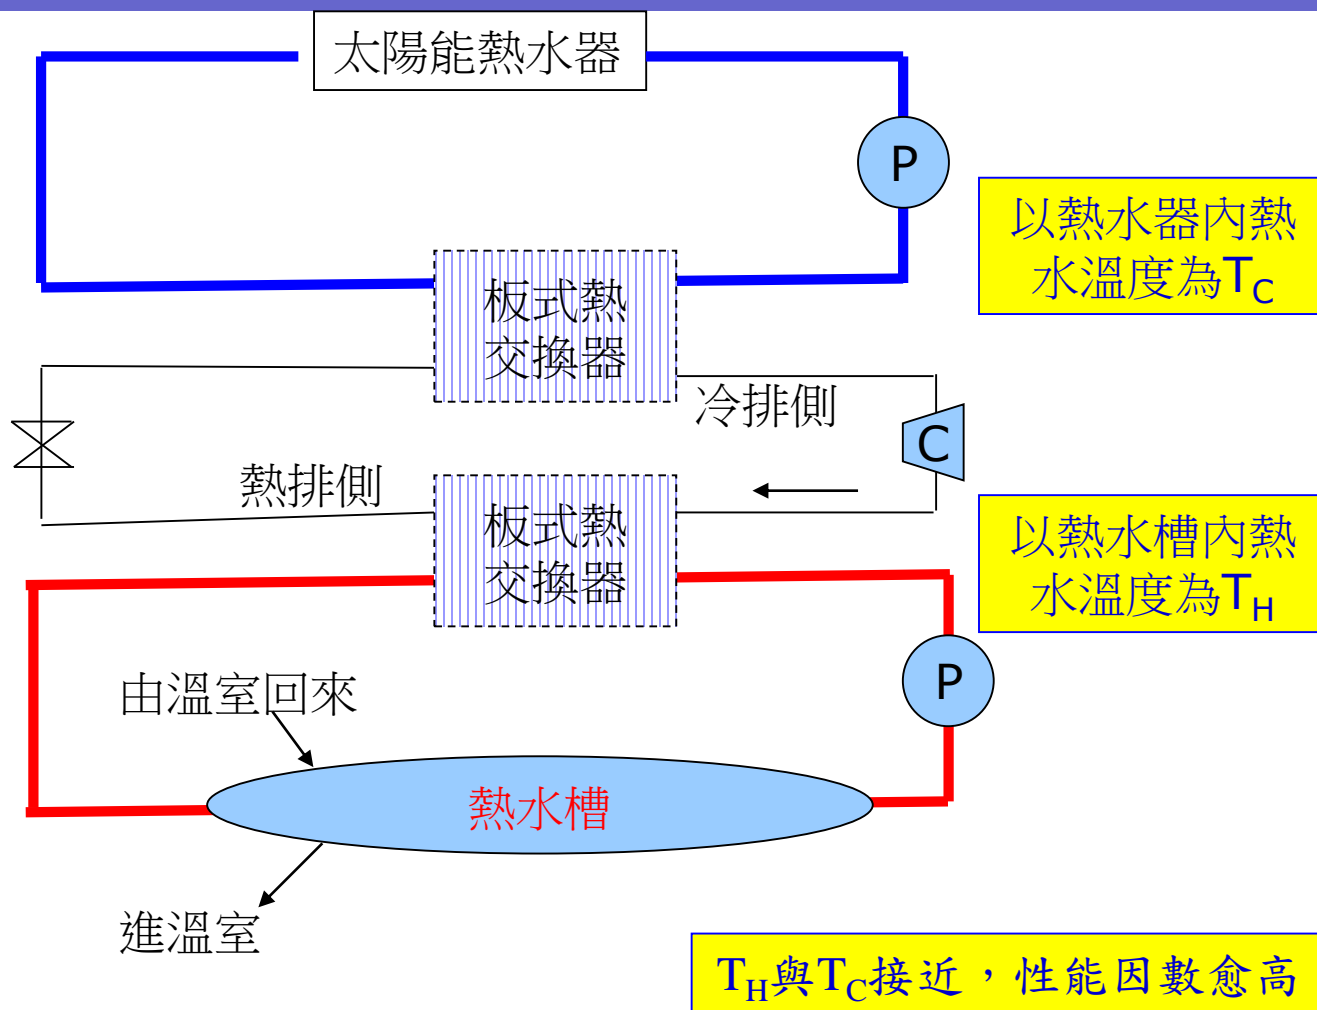 太陽能熱水器
P
以熱水器內熱
水溫度為TC
板式熱
交換器
冷排側
C
熱排側
板式熱
交換器
以熱水槽內熱
水溫度為TH
由溫室回來
P
熱水槽
進溫室
TH與TC接近，性能因數愈高